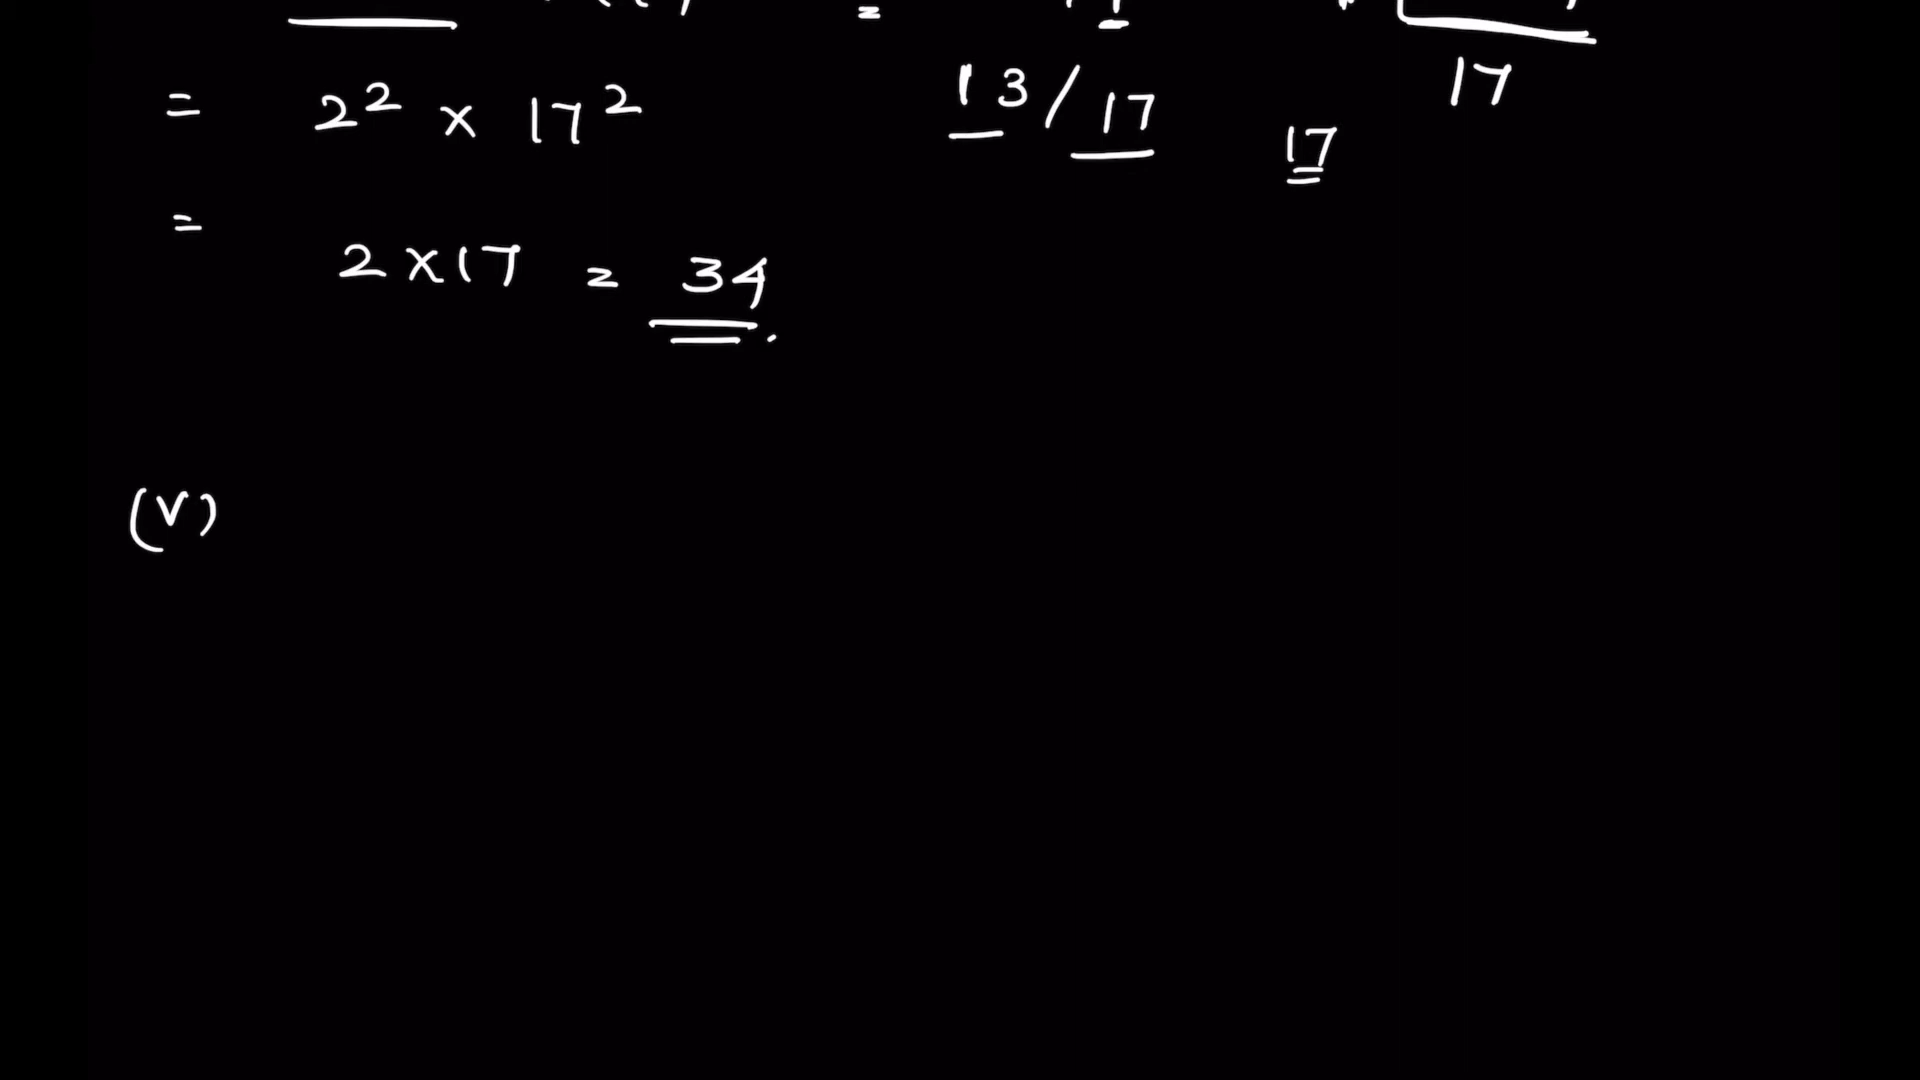 = 2² × 17²
13/17
17
17
= 2×17 = 34.
(v)